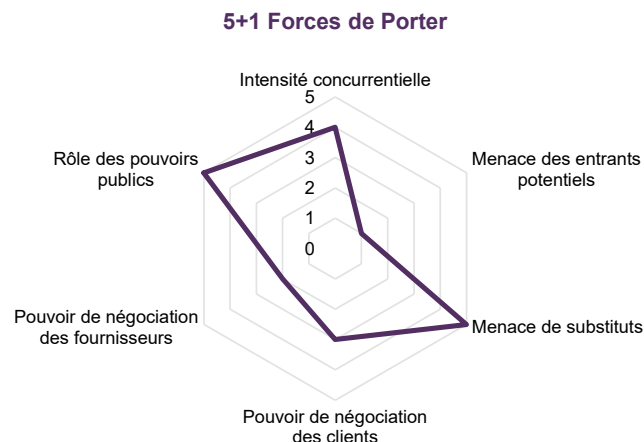 5+1 Forces de Porter
Intensité concurrentielle
5
4
3
2
1
0
Menace des entrants
potentiels
Menace de substituts
Pouvoir de négociation
des clients
Pouvoir de négociation
des fournisseurs
Rôle des pouvoirs
publics